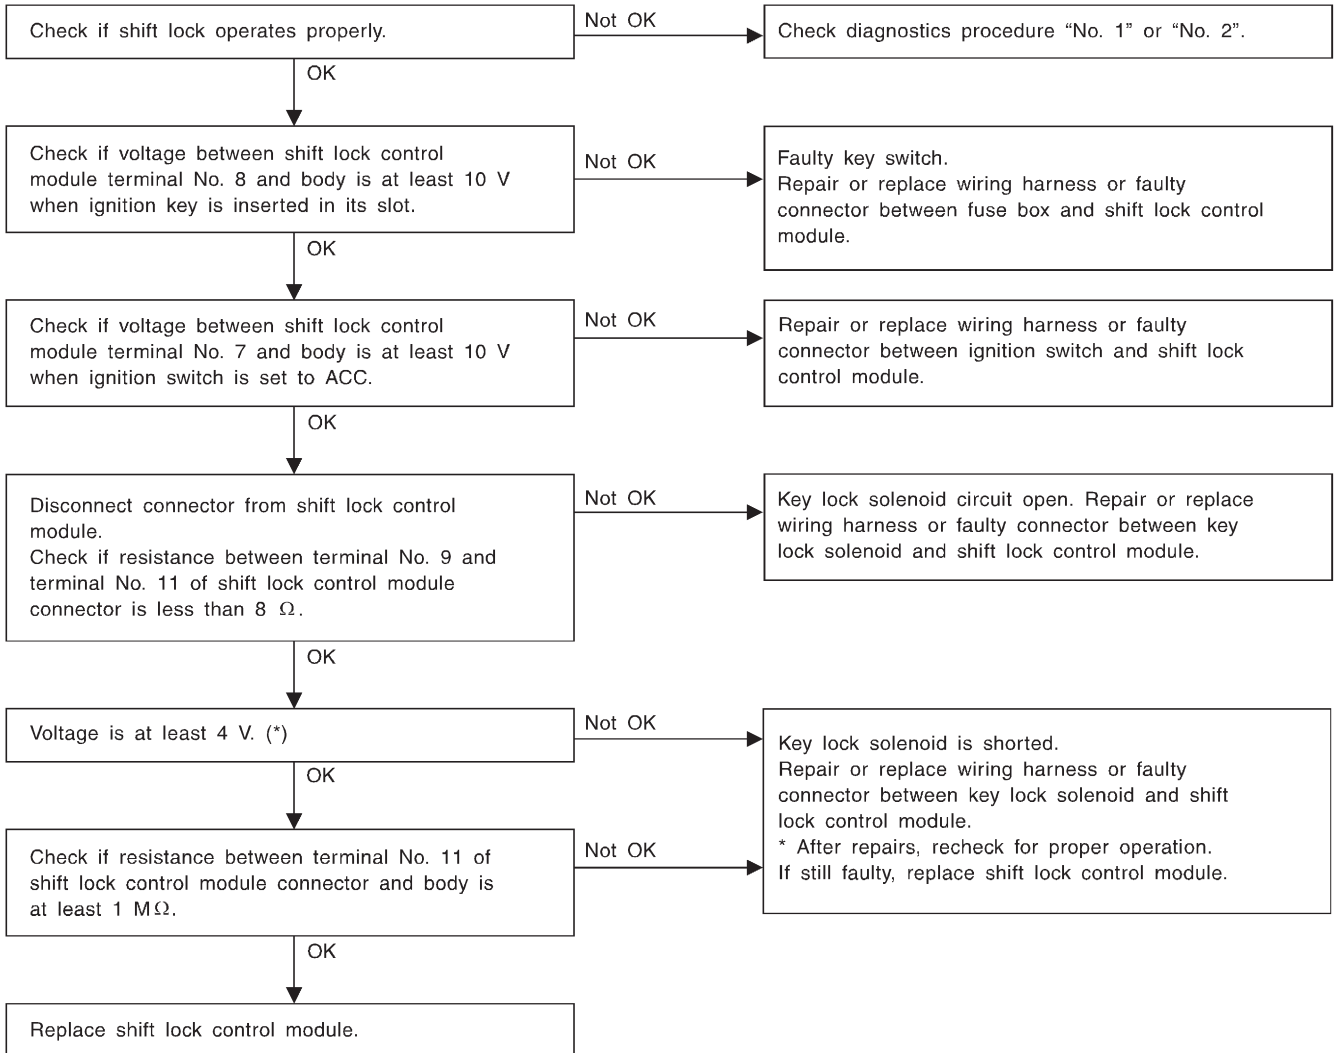 Check if shift lock operates properly.
Not OK
Check diagnostics procedure “No. 1” or “No. 2”.
OK
Check if voltage between shift lock control
module terminal No. 8 and body is at least 10 V
when ignition key is inserted in its slot.
Not OK
Faulty key switch.
Repair or replace wiring harness or faulty
connector between fuse box and shift lock control
module.
OK
Check if voltage between shift lock control
module terminal No. 7 and body is at least 10 V
when ignition switch is set to ACC.
Not OK
Repair or replace wiring harness or faulty
connector between ignition switch and shift lock
control module.
OK
Disconnect connector from shift lock control
module.
Check if resistance between terminal No. 9 and
terminal No. 11 of shift lock control module
connector is less than 8 Ω.
Not OK
Key lock solenoid circuit open. Repair or replace
wiring harness or faulty connector between key
lock solenoid and shift lock control module.
OK
Voltage is at least 4 V. (*)
Not OK
Key lock solenoid is shorted.
Repair or replace wiring harness or faulty
connector between key lock solenoid and shift
lock control module.
* After repairs, recheck for proper operation.
If still faulty, replace shift lock control module.
OK
Check if resistance between terminal No. 11 of
shift lock control module connector and body is
at least 1 MΩ.
Not OK
OK
Replace shift lock control module.